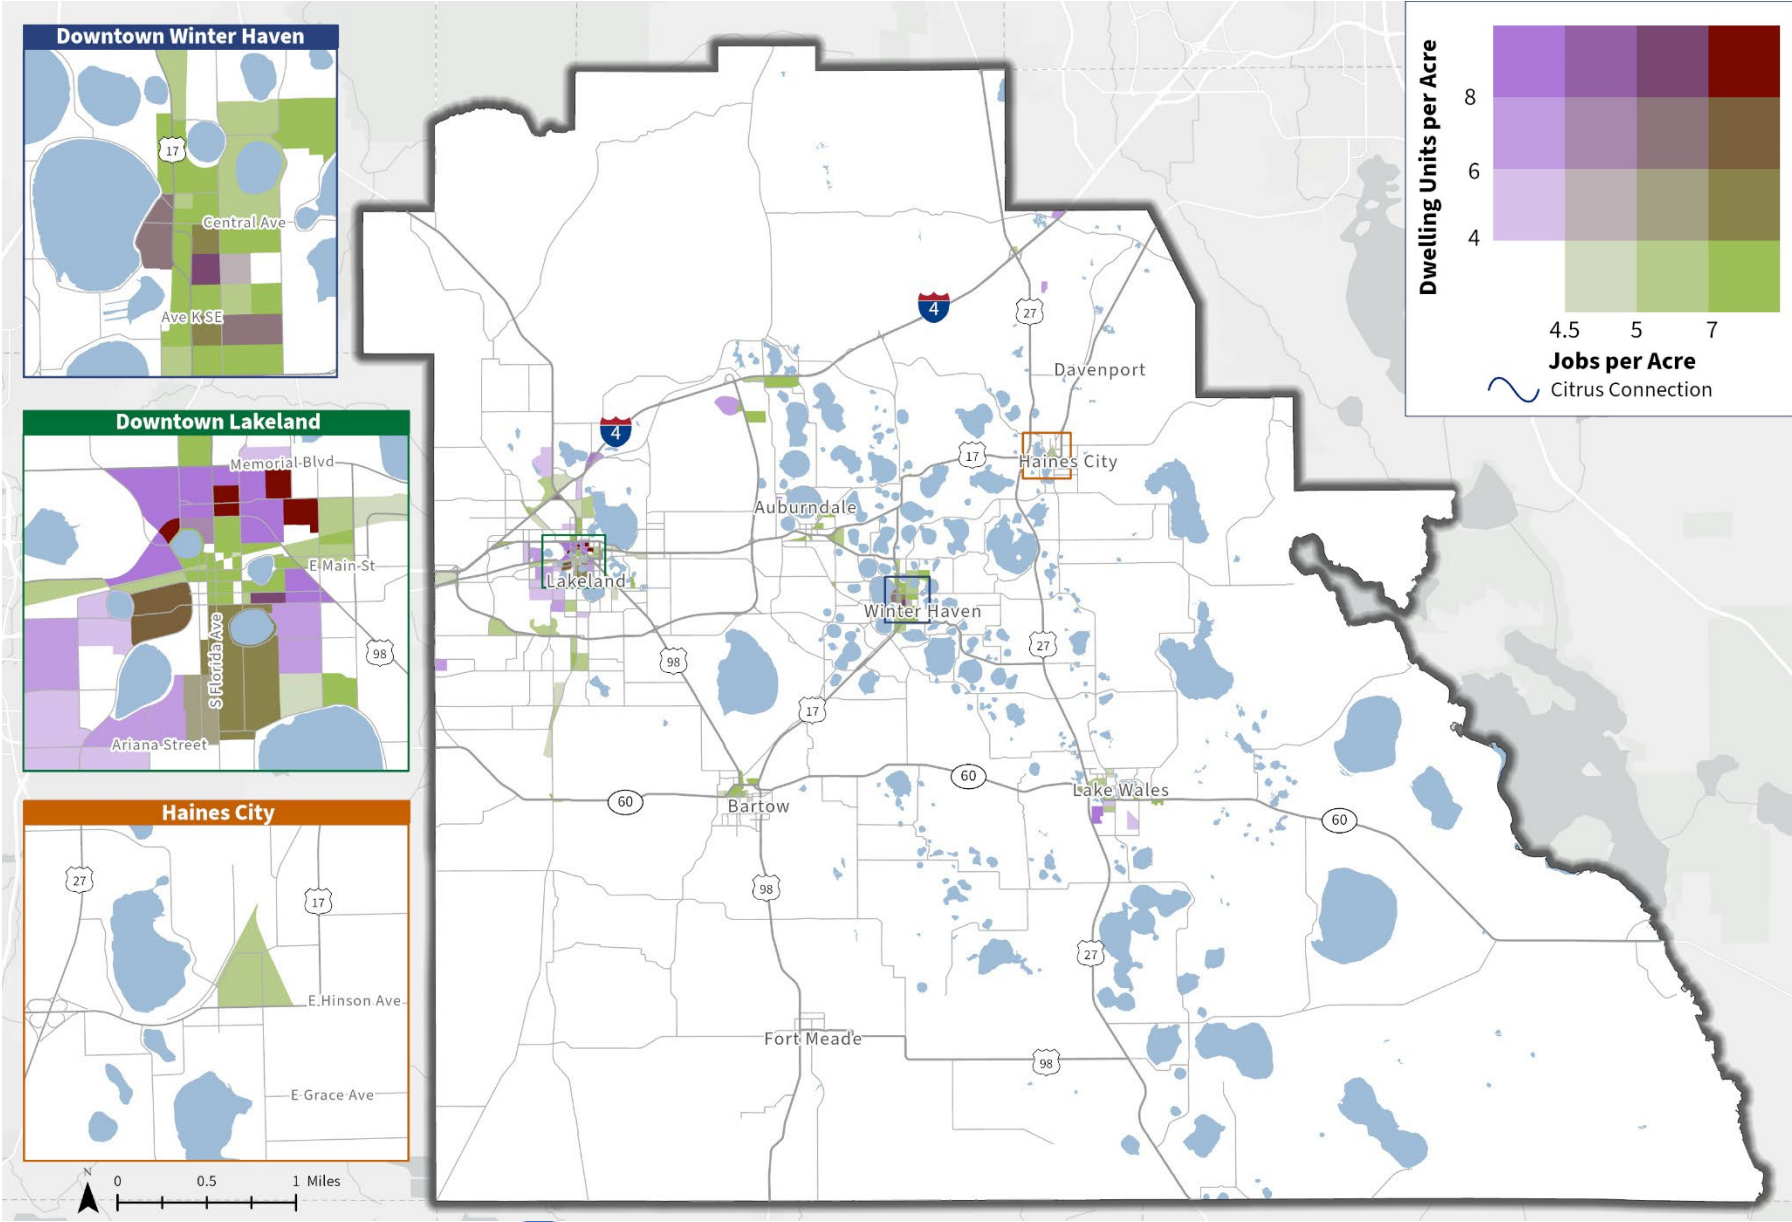 Downtown Winter Haven
17
Central Ave
Ave K SE
Downtown Lakeland
Memorial Blvd
E Main St
S Florida Ave
98
Ariana Street
Haines City
27
17
E Hinson Ave
E Grace Ave
N
0 0.5 1 Miles
4
27
Davenport
4
17
Haines City
Auburndale
Lakeland
Winter Haven
98
27
17
60
60
Lake Wales
Bartow
60
98
27
Fort Meade
98
Dwelling Units per Acre
8
6
4
4.5 5 7
Jobs per Acre
Citrus Connection